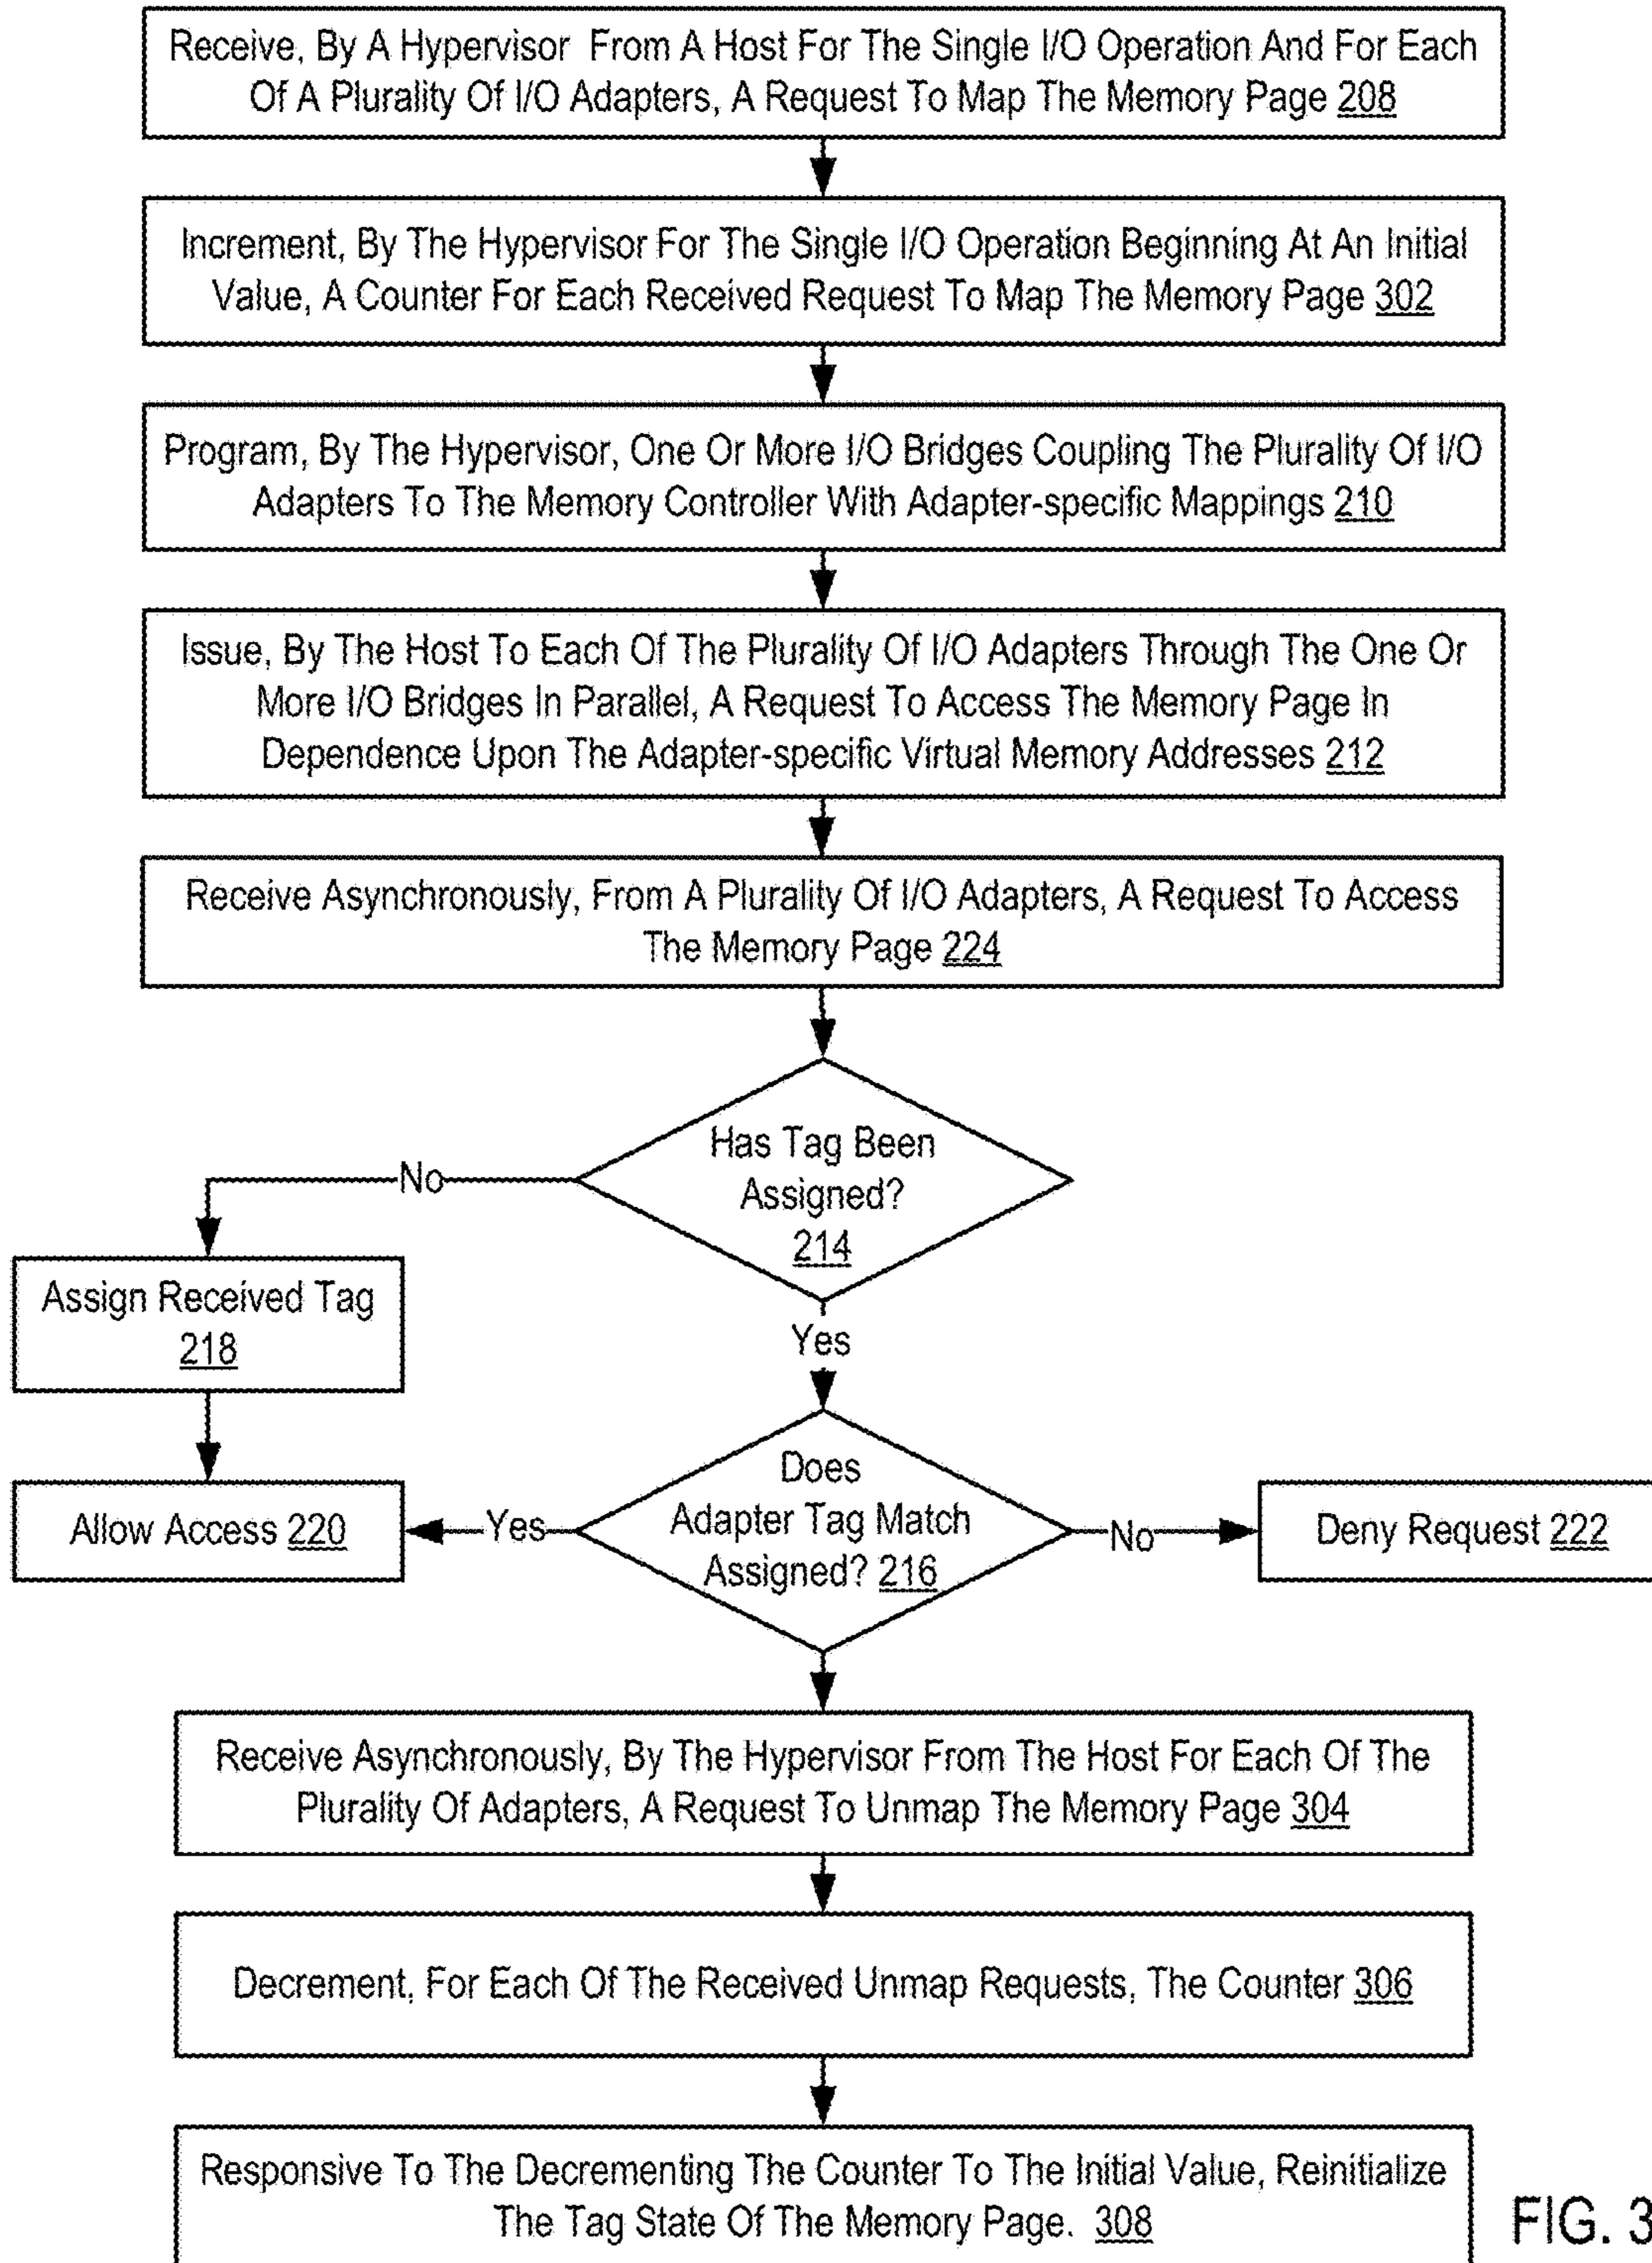 Receive, By A Hypervisor From A Host For The Single I/O Operation And For Each
Of A Plurality Of I/O Adapters, A Request To Map The Memory Page 208
Increment, By The Hypervisor For The Single I/O Operation Beginning At An Initial
Value, A Counter For Each Received Request To Map The Memory Page 302
Program, By The Hypervisor, One Or More I/O Bridges Coupling The Plurality Of I/O
Adapters To The Memory Controller With Adapter-specific Mappings 210
Issue, By The Host To Each Of The Plurality Of I/O Adapters Through The One Or
More I/O Bridges In Parallel, A Request To Access The Memory Page In
Dependence Upon The Adapter-specific Virtual Memory Addresses 212
Receive Asynchronously, From A Plurality Of I/O Adapters, A Request To Access
The Memory Page 224
Has Tag Been
Assigned?
214
No
Assign Received Tag
218
Yes
Does
Adapter Tag Match
Assigned? 216
Yes
Allow Access 220
No
Deny Request 222
Receive Asynchronously, By The Hypervisor From The Host For Each Of The
Plurality Of Adapters, A Request To Unmap The Memory Page 304
Decrement, For Each Of The Received Unmap Requests, The Counter 306
Responsive To The Decrementing The Counter To The Initial Value, Reinitialize
The Tag State Of The Memory Page. 308
FIG. 3